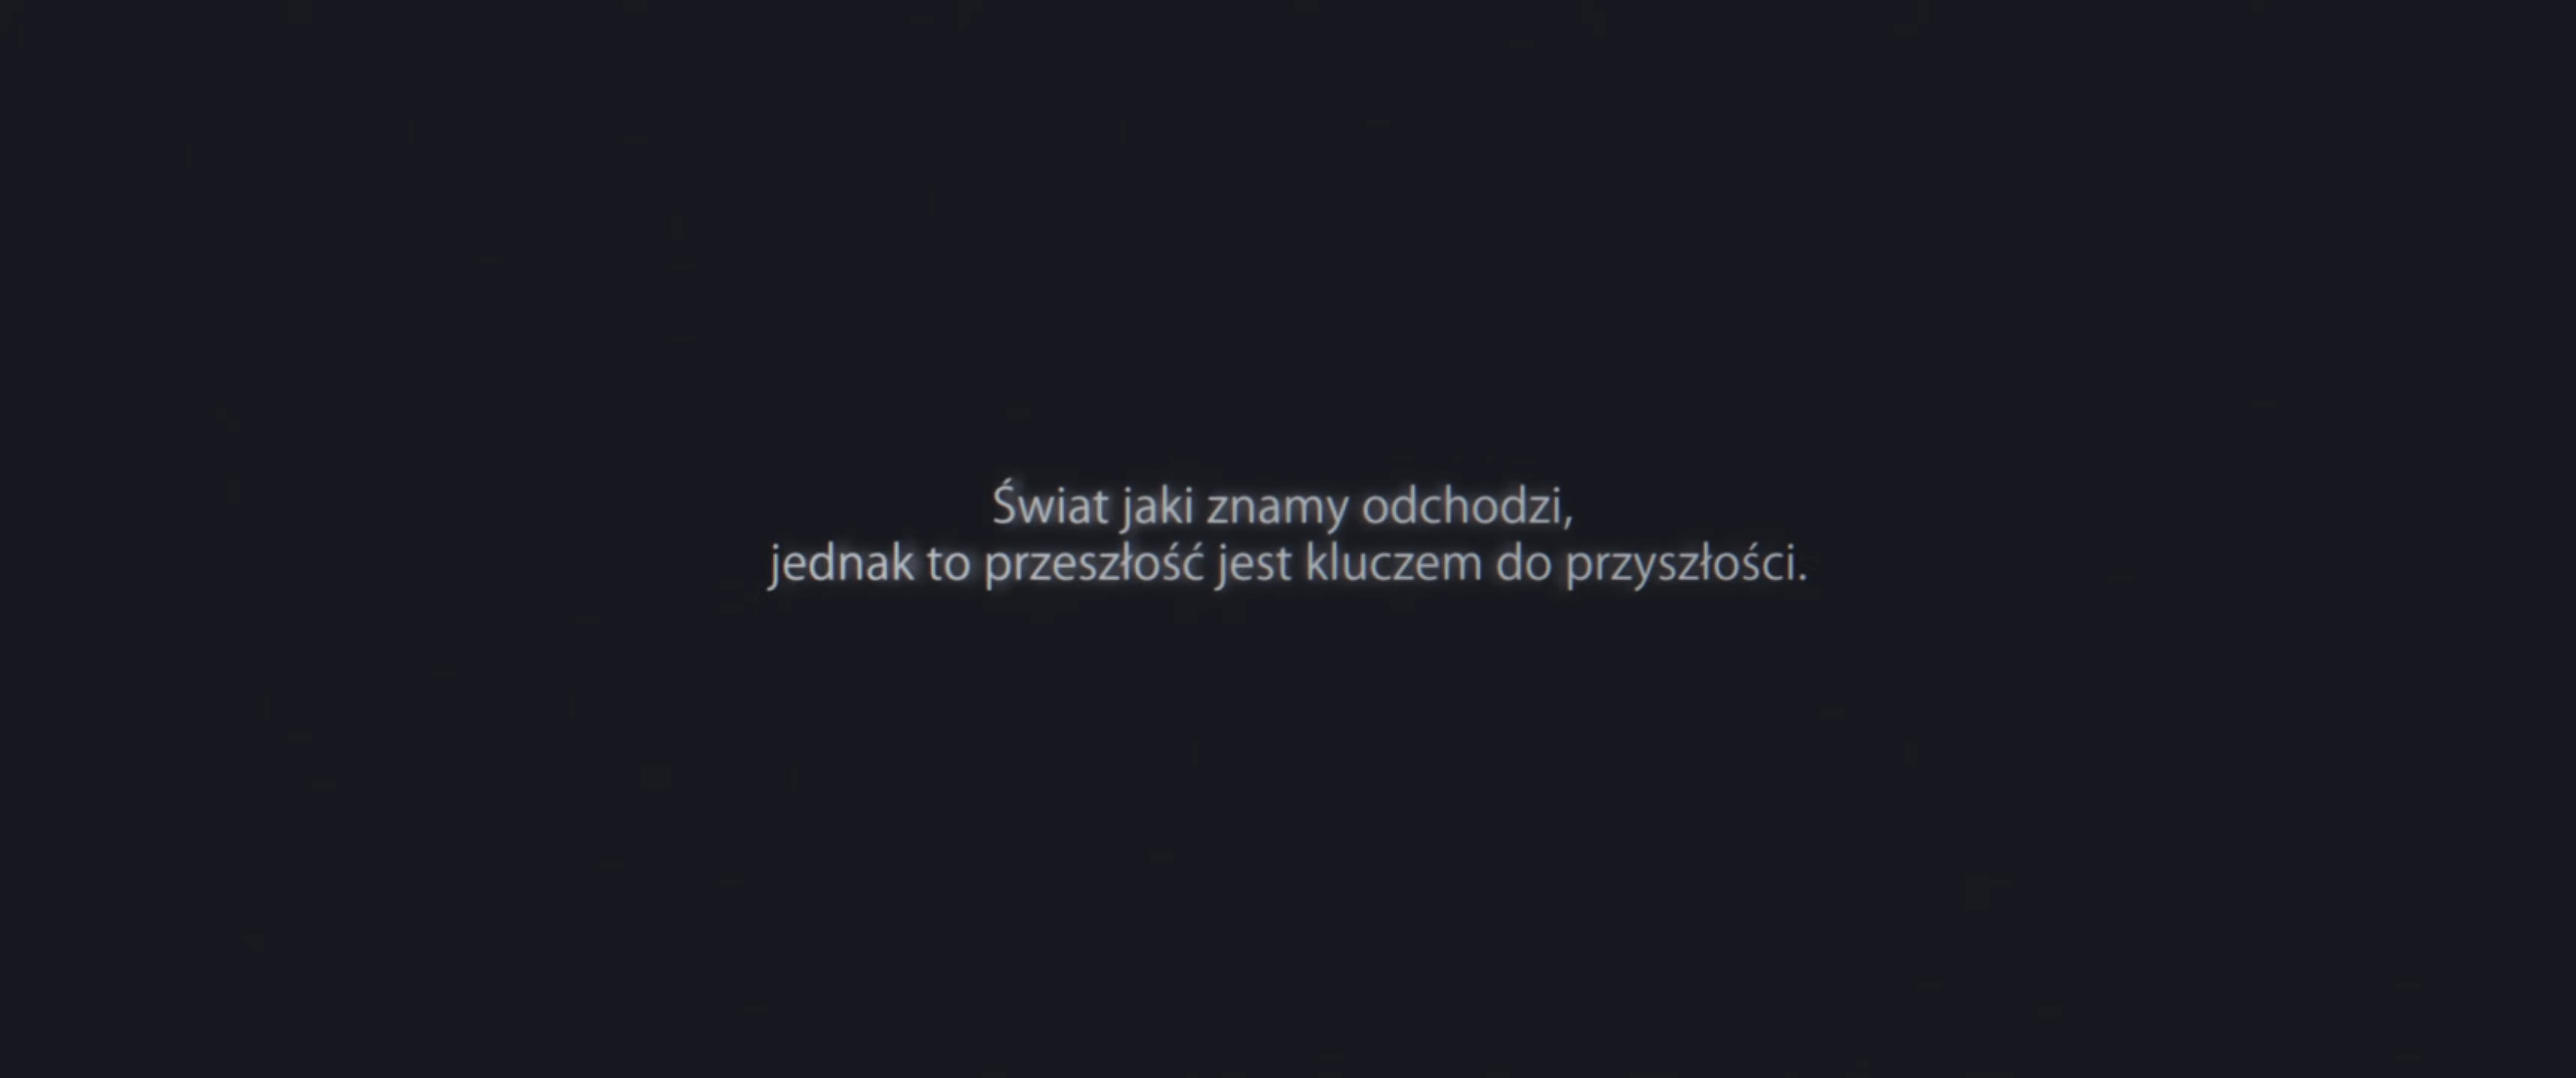 Świat jaki znamy odchodzi,
jednak to przeszłość jest kluczem do przyszłości.